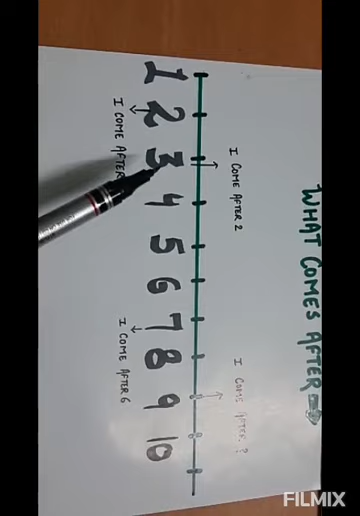 WHAT COMES AFTER
I COME AFTER 2
I COME AFTER ?
1 2 3 4 5 6 7 8 9 10
I COME AFTER
I COME AFTER 6
FILMIX